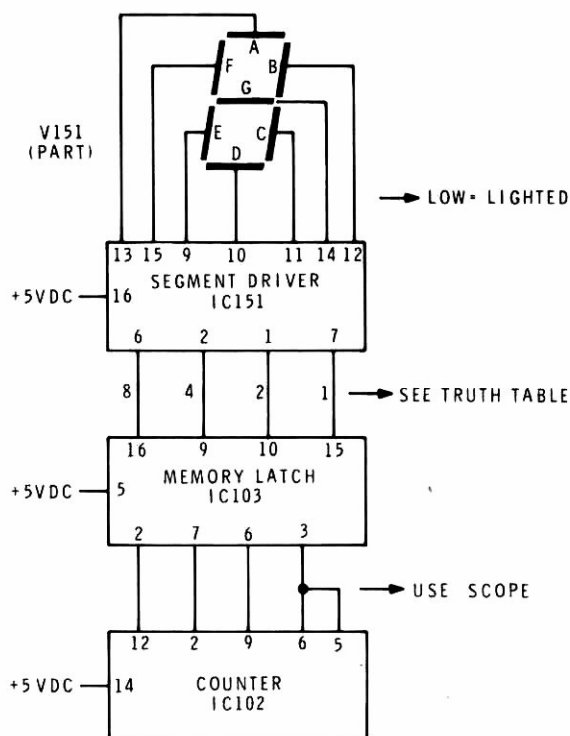 A
F B
G
E C
D
V151
(PART)
LOW= LIGHTED
13 15 9 10 11 14 12
SEGMENT DRIVER
IC151
+5VDC
16
6 2 1 7
8 4 2 1
SEE TRUTH TABLE
16 9 10 15
MEMORY LATCH
IC103
+5VDC
5
2 7 6 3
USE SCOPE
12 2 9 6 5
COUNTER
IC102
+5VDC
14